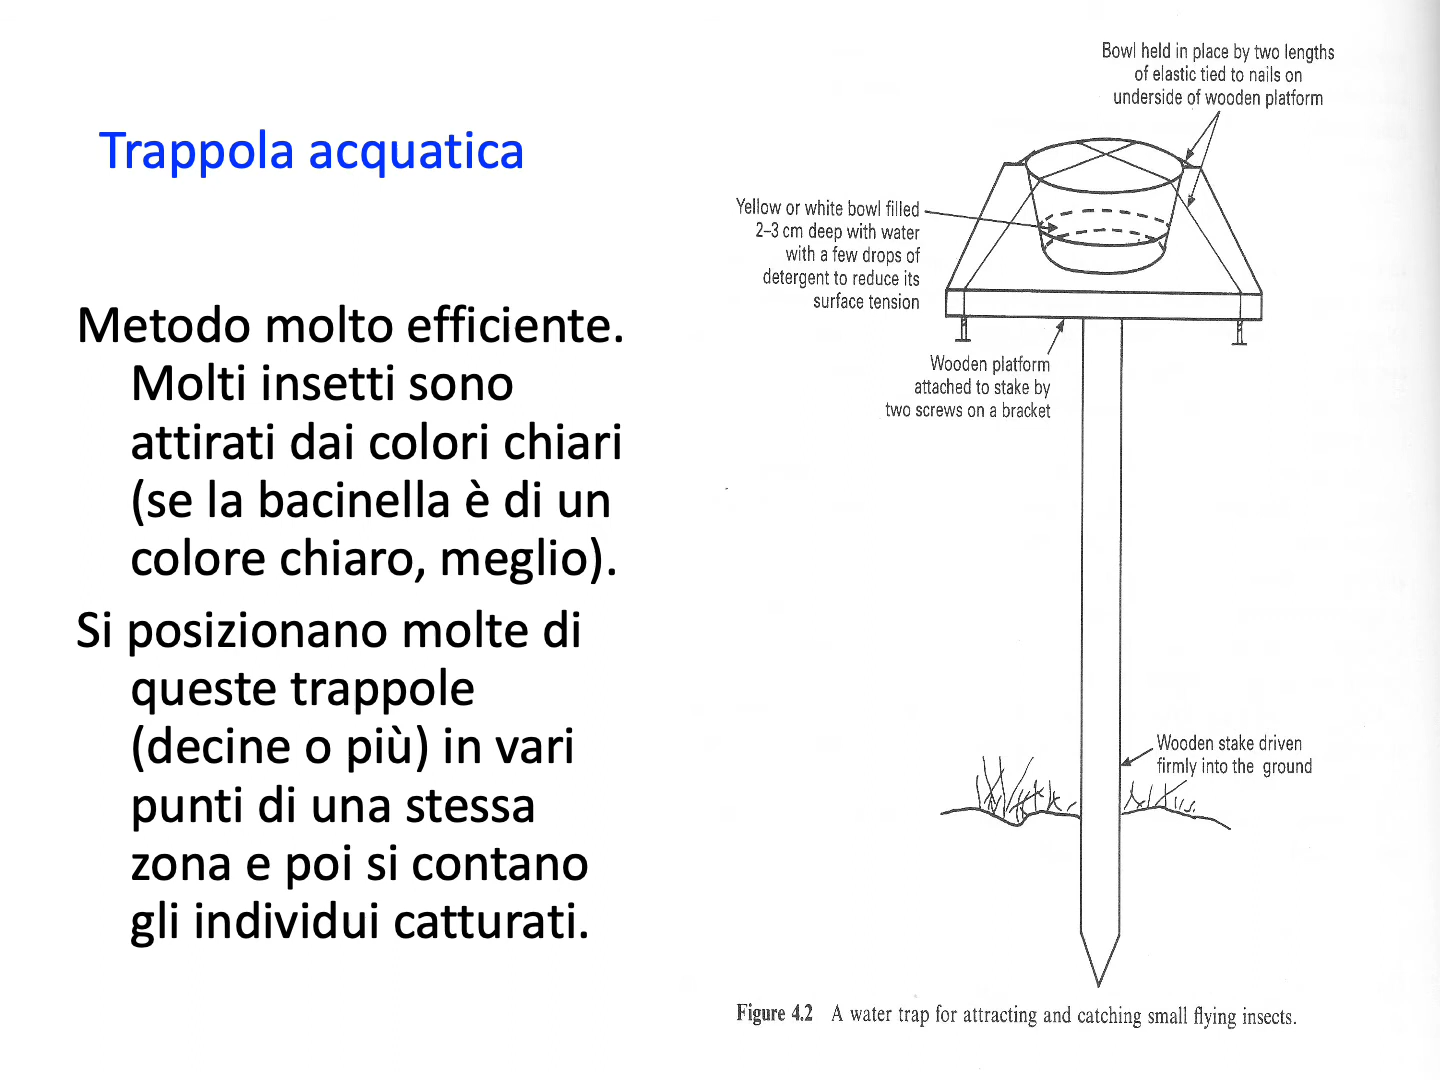 Trappola acquatica
Metodo molto efficiente.
Molti insetti sono
attirati dai colori chiari
(se la bacinella è di un
colore chiaro, meglio).
Si posizionano molte di
queste trappole
(decine o più) in vari
punti di una stessa
zona e poi si contano
gli individui catturati.
Bowl held in place by two lengths
of elastic tied to nails on
underside of wooden platform
Yellow or white bowl filled
2–3 cm deep with water
with a few drops of
detergent to reduce its
surface tension
Wooden platform
attached to stake by
two screws on a bracket
Wooden stake driven
firmly into the ground
Figure 4.2 A water trap for attracting and catching small flying insects.